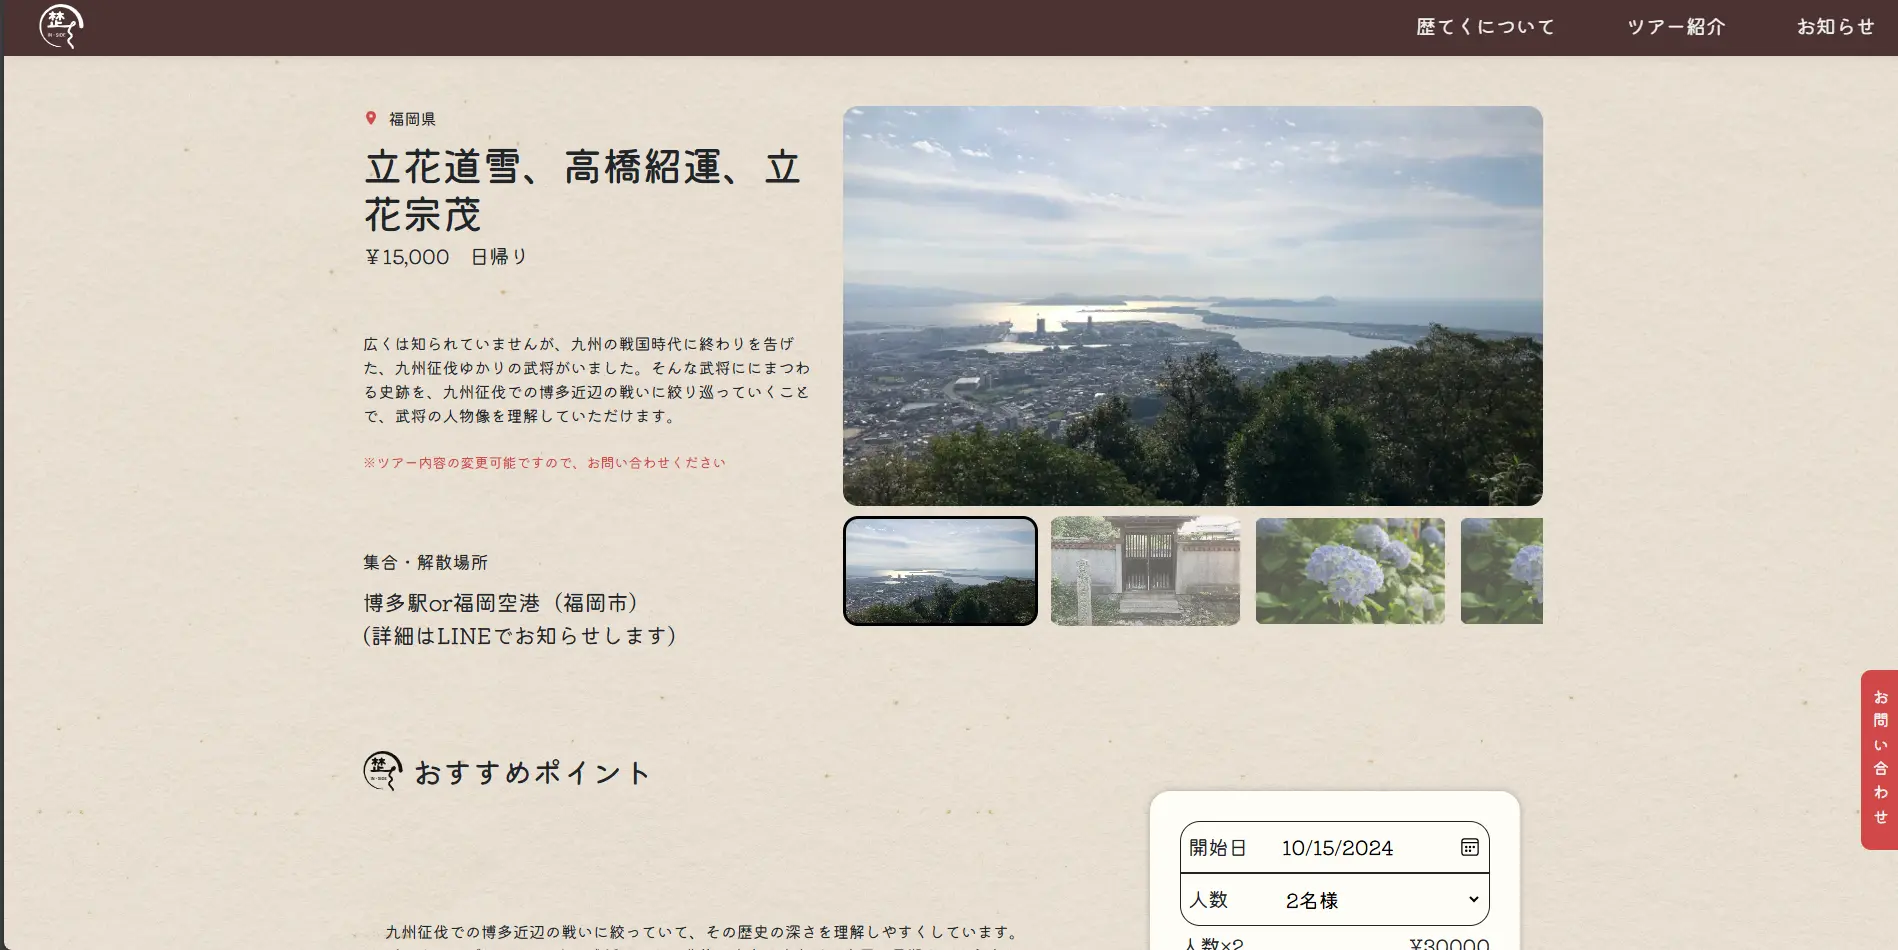 歴てくについて
ツアー紹介
お知らせ
福岡県
立花道雪、高橋紹運、立
花宗茂
¥15,000 日帰り
広くは知られていませんが、九州の戦国時代に終わりを告げ
た、九州征伐ゆかりの武将がいました。そんな武将ににまつわ
る史跡を、九州征伐での博多近辺の戦いに絞り巡っていくこと
で、武将の人物像を理解していただけます。
※ツアー内容の変更可能ですので、お問い合わせください
集合・解散場所
博多駅or福岡空港（福岡市）
(詳細はLINEでお知らせします)
お問い合わせ
おすすめポイント
開始日 10/15/2024
人数 2名様
人数×2 ¥30000
九州征伐での博多近辺の戦いに絞っていて、その歴史の深さを理解しやすくしています。